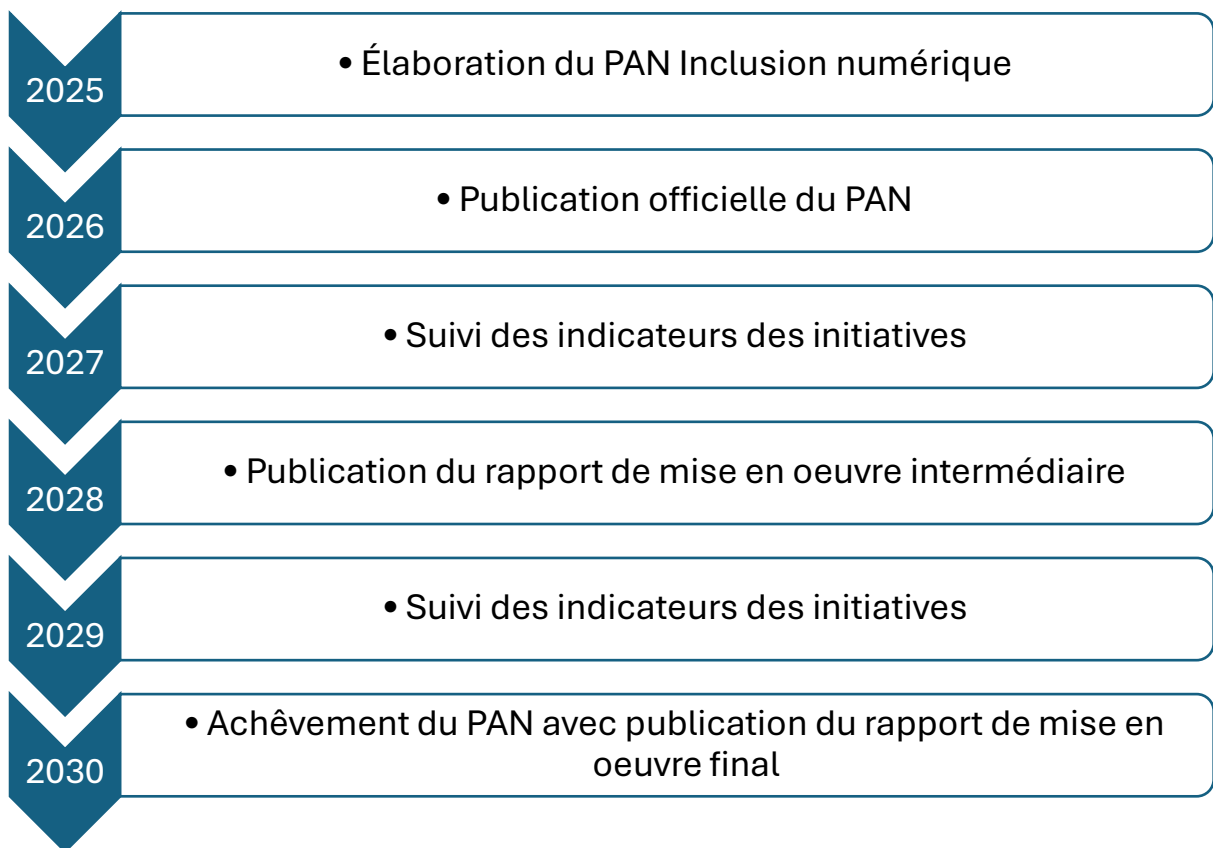 2025
• Élaboration du PAN Inclusion numérique
2026
• Publication officielle du PAN
2027
• Suivi des indicateurs des initiatives
2028
• Publication du rapport de mise en oeuvre intermédiaire
2029
• Suivi des indicateurs des initiatives
2030
• Achêvement du PAN avec publication du rapport de mise en
oeuvre final